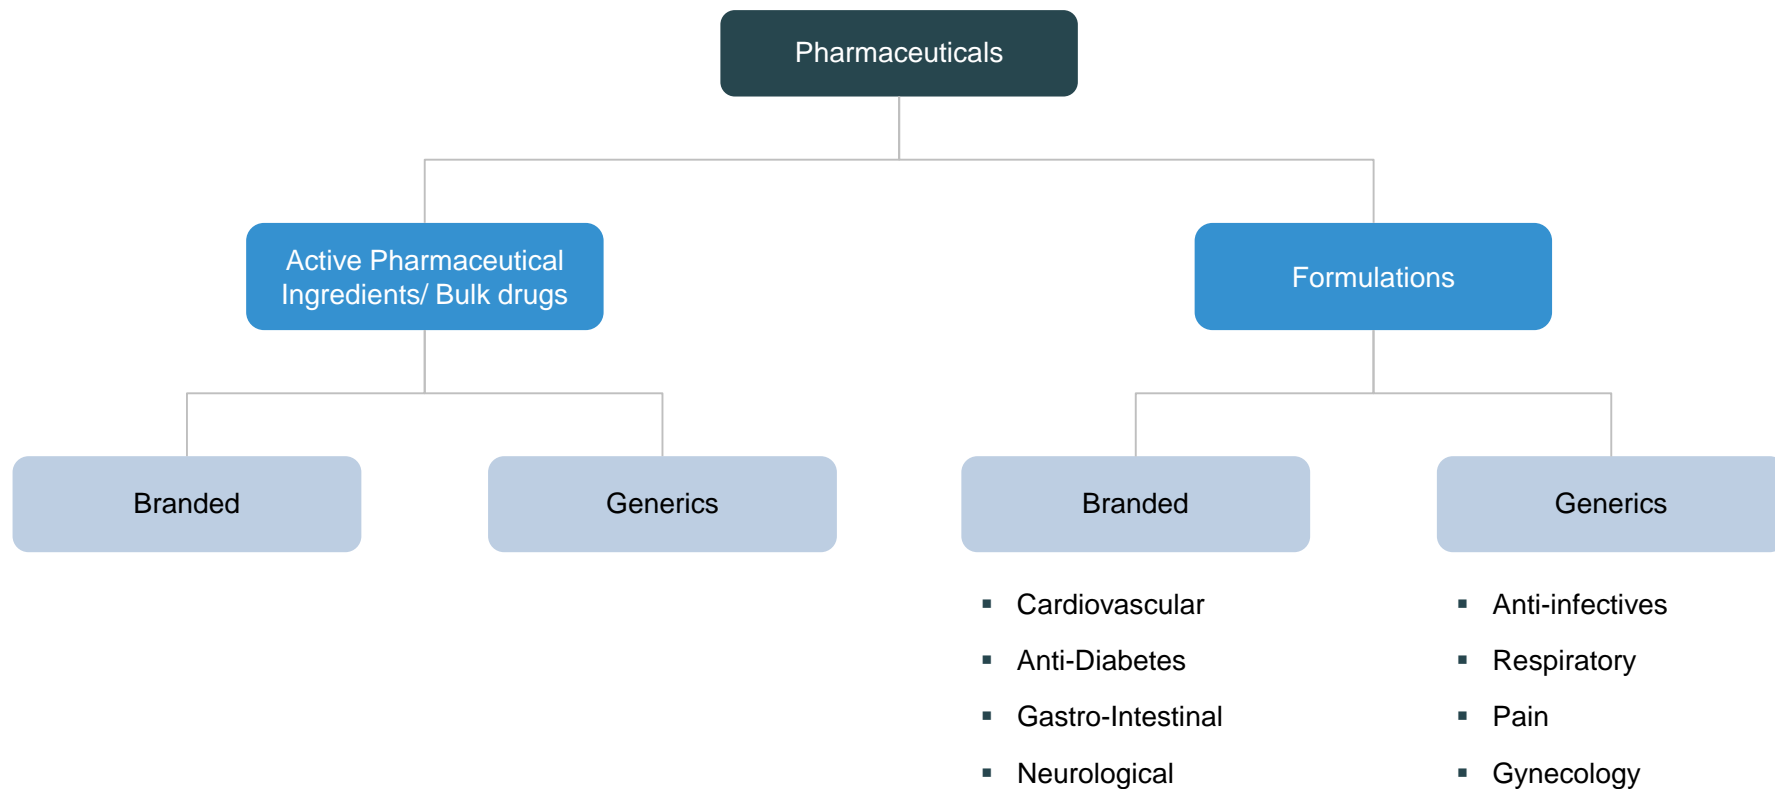 Pharmaceuticals
Active Pharmaceutical
Ingredients/ Bulk drugs
Formulations
Branded
Generics
Branded
Generics
▪ Cardiovascular
▪ Anti-Diabetes
▪ Gastro-Intestinal
▪ Neurological
▪ Anti-infectives
▪ Respiratory
▪ Pain
▪ Gynecology